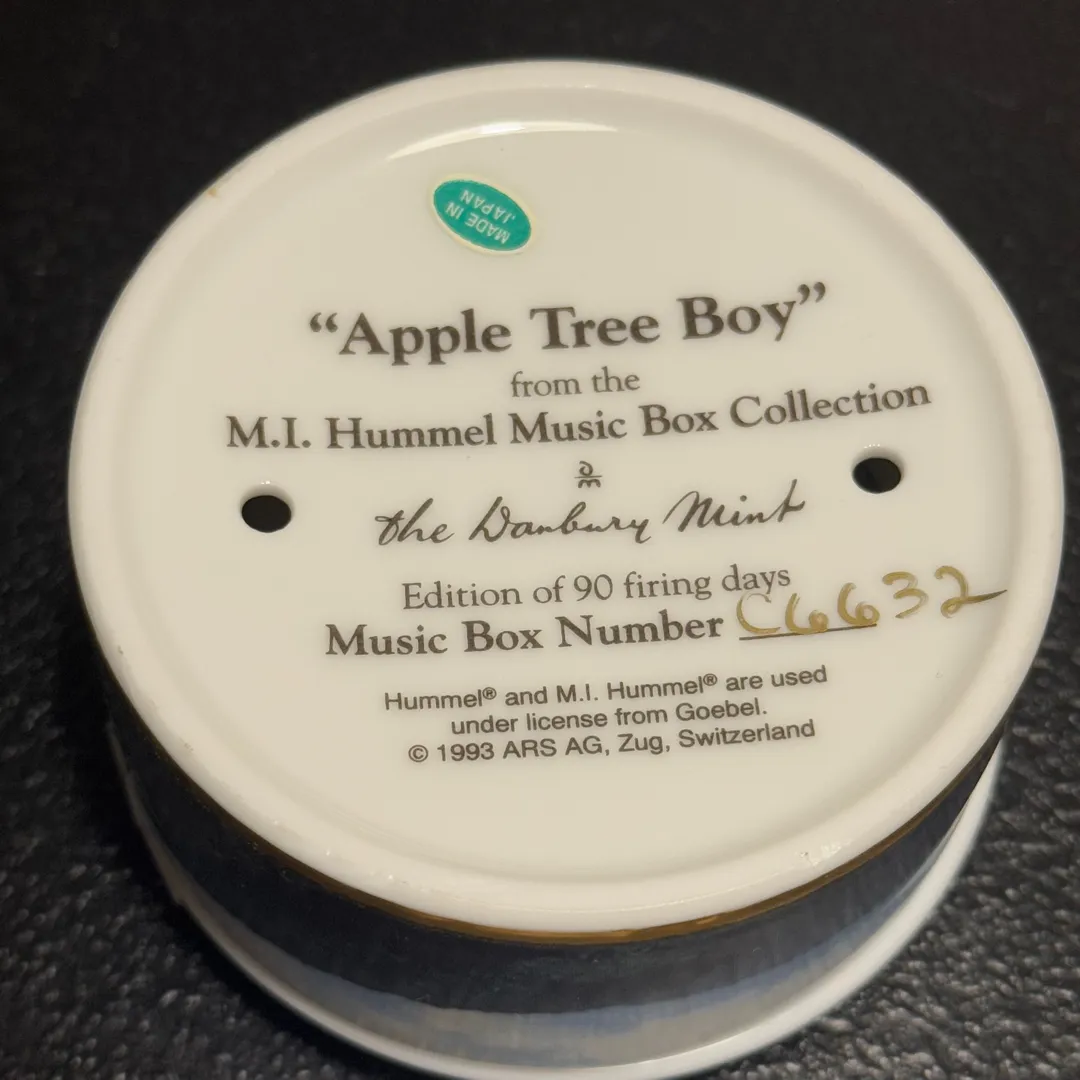 MADE IN
JAPAN
“Apple Tree Boy”
from the
M.I. Hummel Music Box Collection
the Danbury Mint
Edition of 90 firing days
Music Box Number C6632
Hummel® and M.I. Hummel® are used
under license from Goebel.
© 1993 ARS AG, Zug, Switzerland